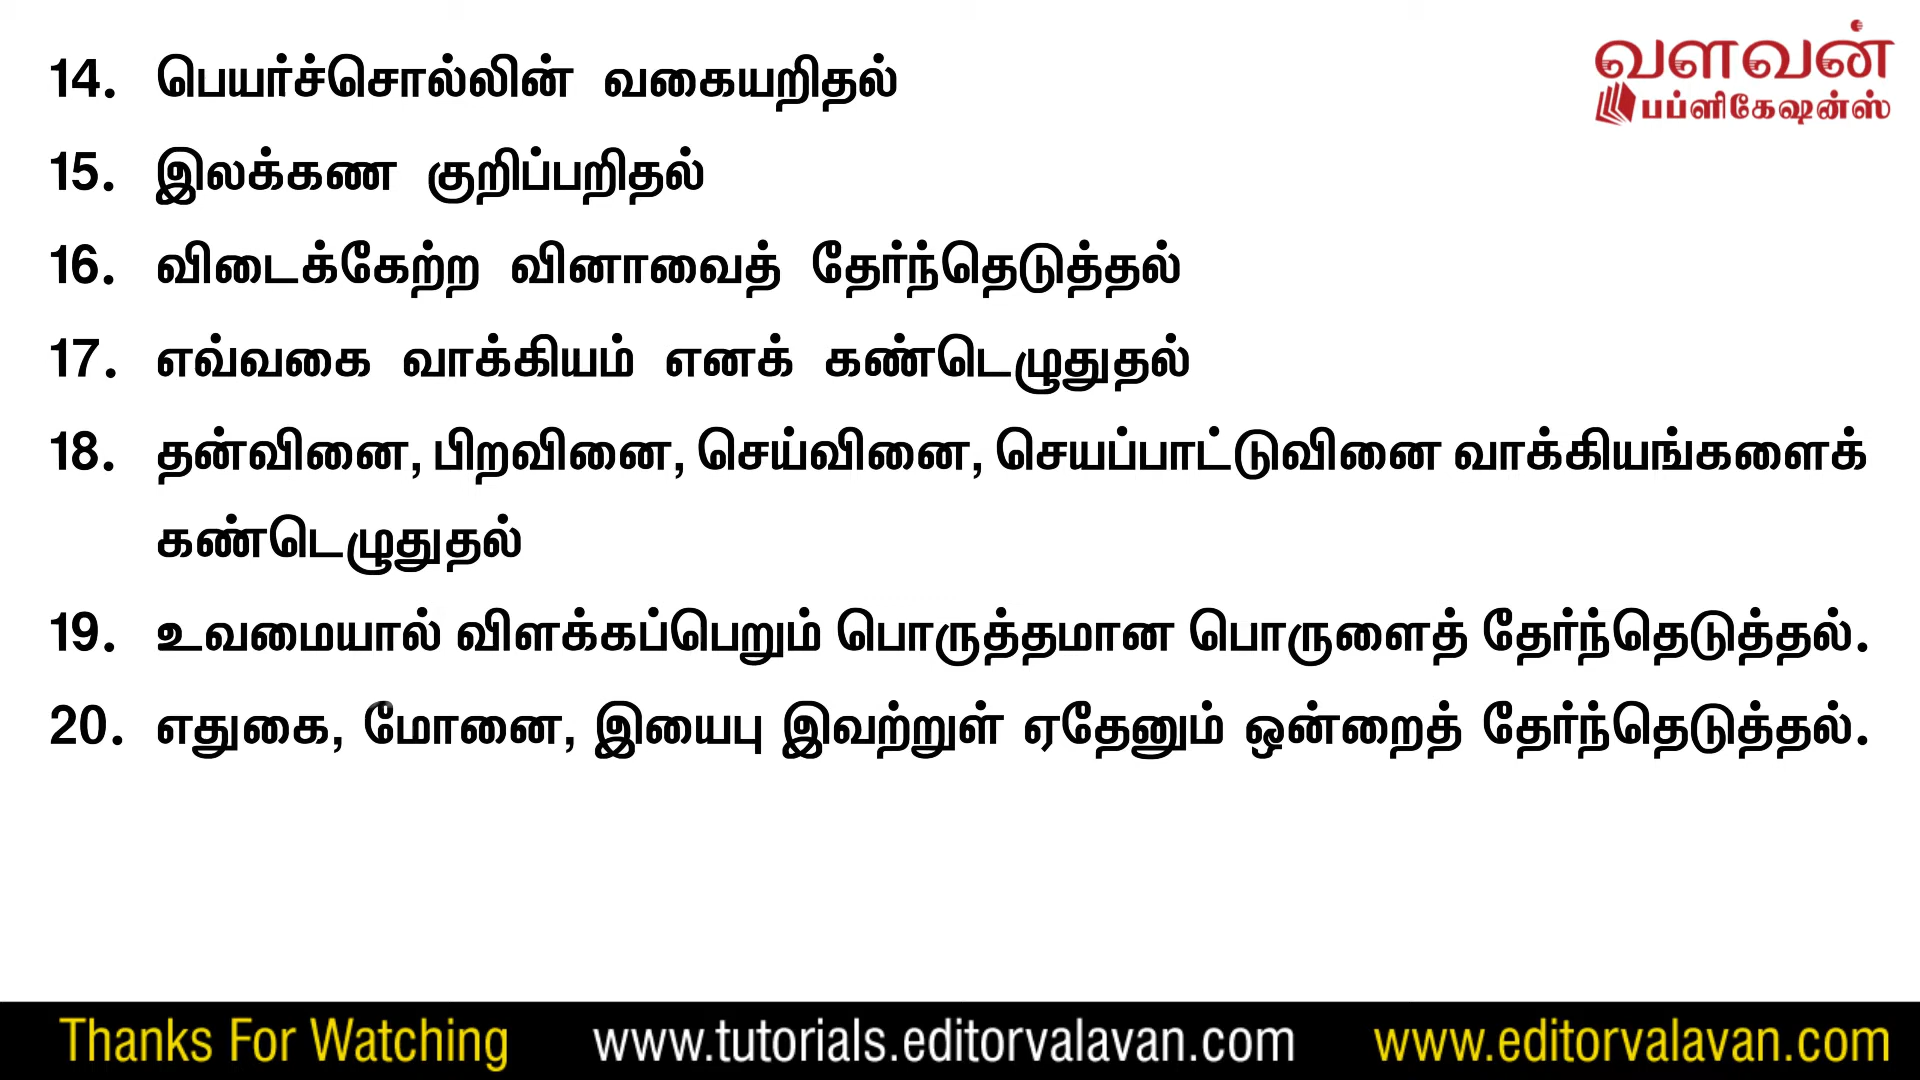 வளவன்
பப்ளிகேஷன்ஸ்
14. பெயர்ச்சொல்லின் வகையறிதல்
15. இலக்கண குறிப்பறிதல்
16. விடைக்கேற்ற வினாவைத் தேர்ந்தெடுத்தல்
17. எவ்வகை வாக்கியம் எனக் கண்டெழுதுதல்
18. தன்வினை, பிறவினை, செய்வினை, செயப்பாட்டுவினை வாக்கியங்களைக்
கண்டெழுதுதல்
19. உவமையால் விளக்கப்பெறும் பொருத்தமான பொருளைத் தேர்ந்தெடுத்தல்.
20. எதுகை, மோனை, இயைபு இவற்றுள் ஏதேனும் ஒன்றைத் தேர்ந்தெடுத்தல்.
Thanks For Watching www.tutorials.editorvalavan.com www.editorvalavan.com